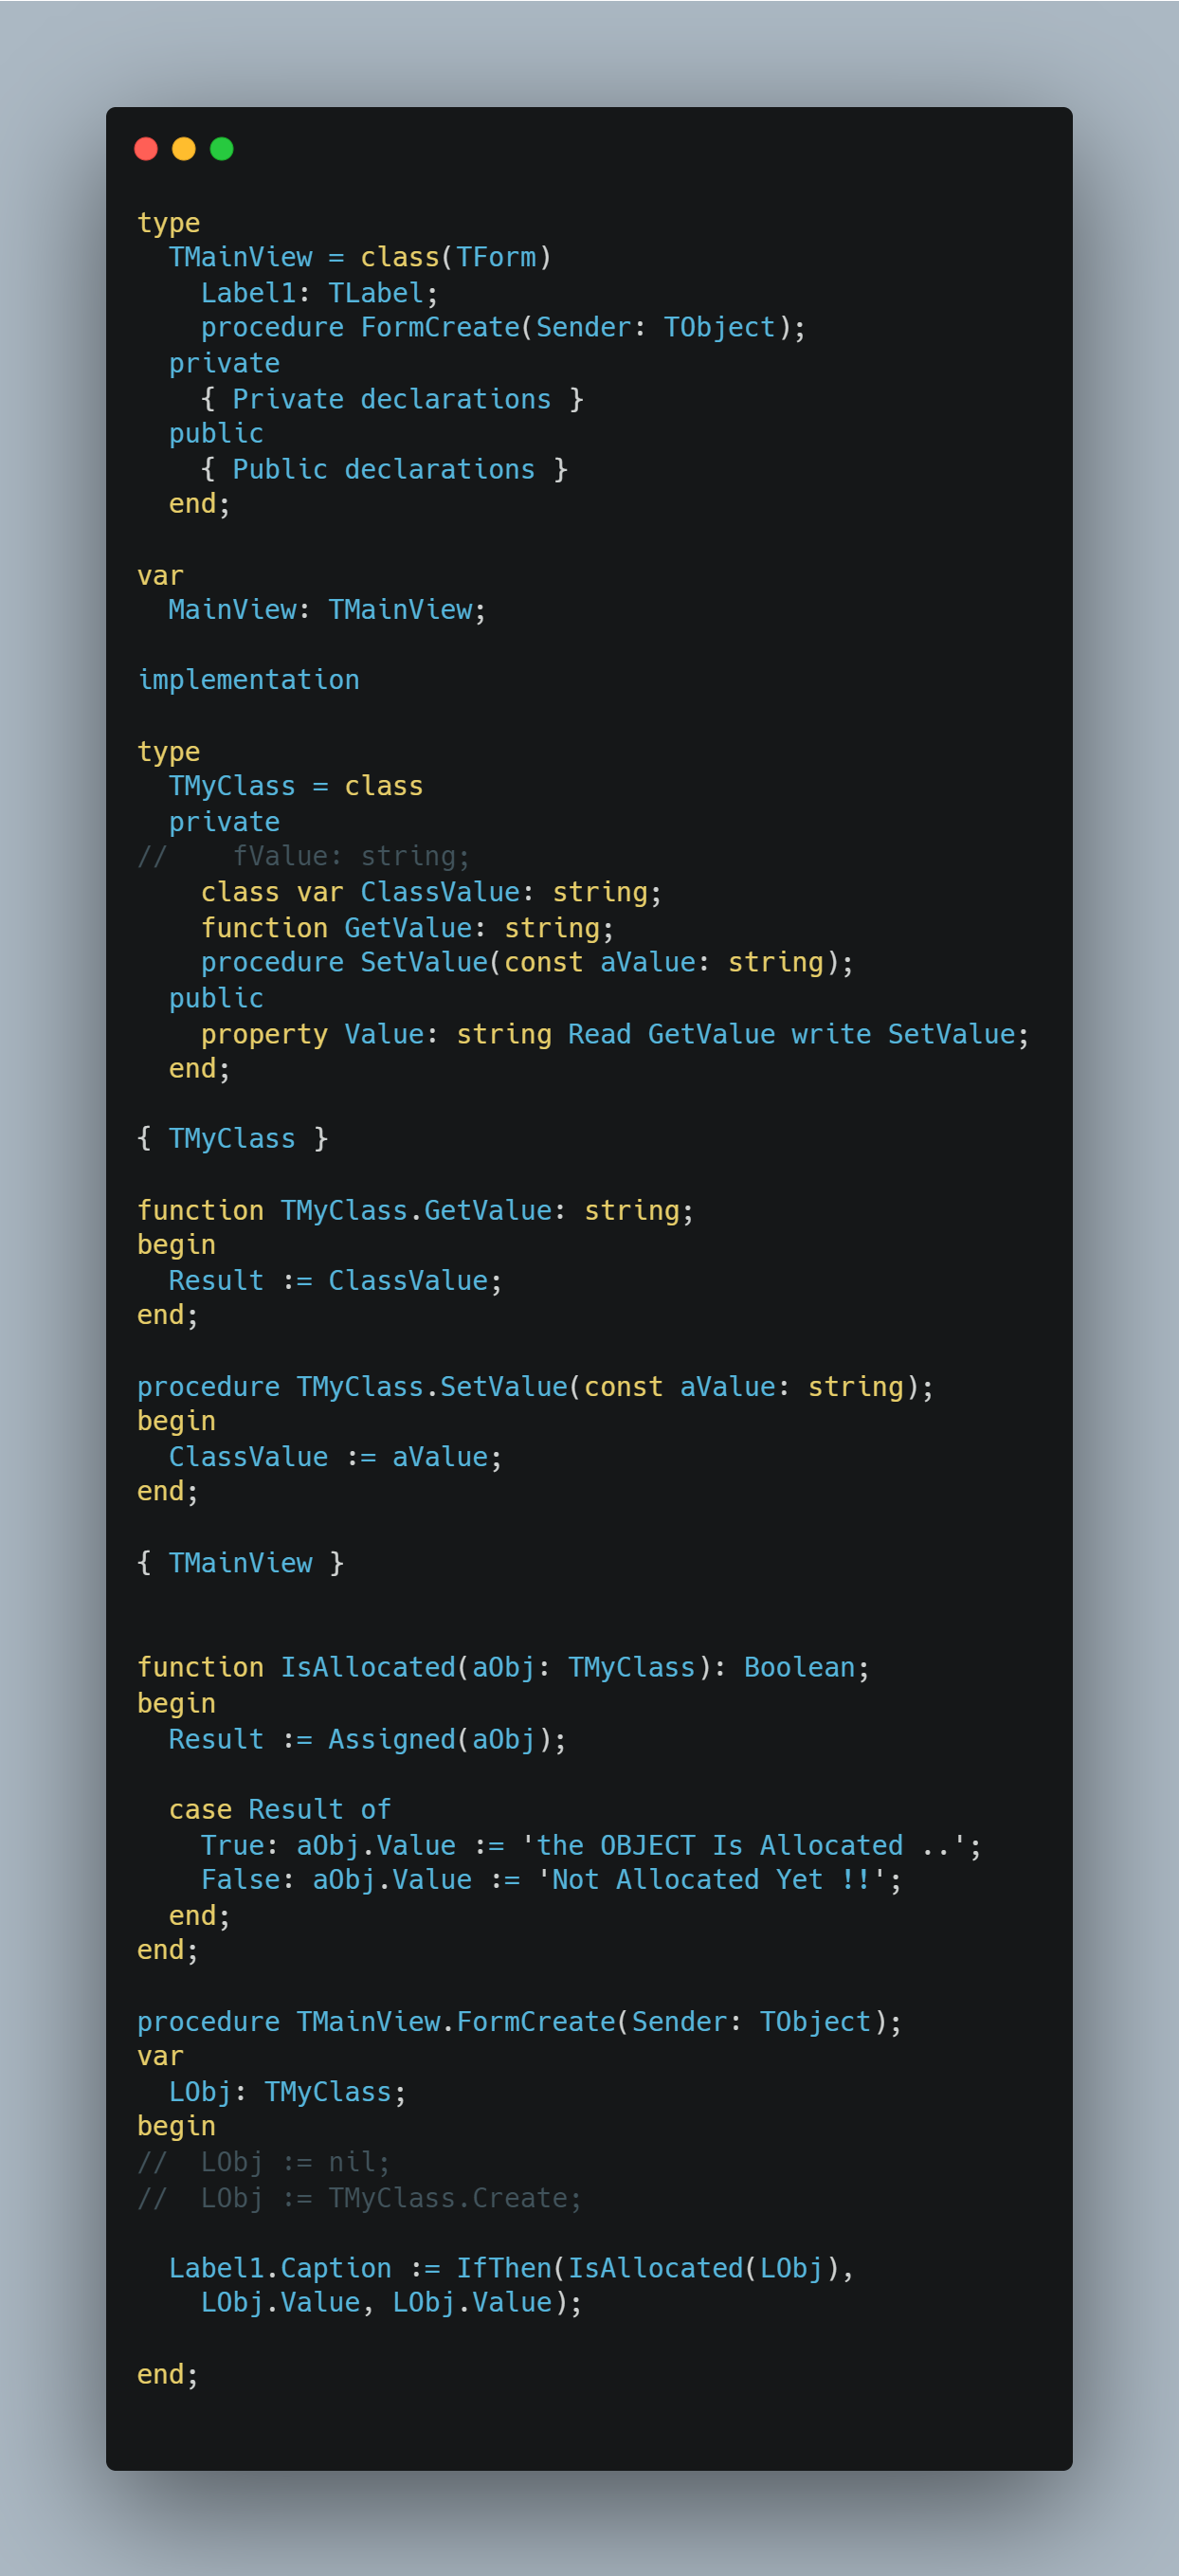 type
  TMainView = class(TForm)
    Label1: TLabel;
    procedure FormCreate(Sender: TObject);
  private
    { Private declarations }
  public
    { Public declarations }
  end;

var
  MainView: TMainView;

implementation

type
  TMyClass = class
  private
//    fValue: string;
    class var ClassValue: string;
    function GetValue: string;
    procedure SetValue(const aValue: string);
  public
    property Value: string Read GetValue write SetValue;
  end;

{ TMyClass }

function TMyClass.GetValue: string;
begin
  Result := ClassValue;
end;

procedure TMyClass.SetValue(const aValue: string);
begin
  ClassValue := aValue;
end;

{ TMainView }


function IsAllocated(aObj: TMyClass): Boolean;
begin
  Result := Assigned(aObj);

  case Result of
    True: aObj.Value := 'the OBJECT Is Allocated ..';
    False: aObj.Value := 'Not Allocated Yet !!';
  end;
end;

procedure TMainView.FormCreate(Sender: TObject);
var
  LObj: TMyClass;
begin
//  LObj := nil;
//  LObj := TMyClass.Create;

  Label1.Caption := IfThen(IsAllocated(LObj),
    LObj.Value, LObj.Value);

end;